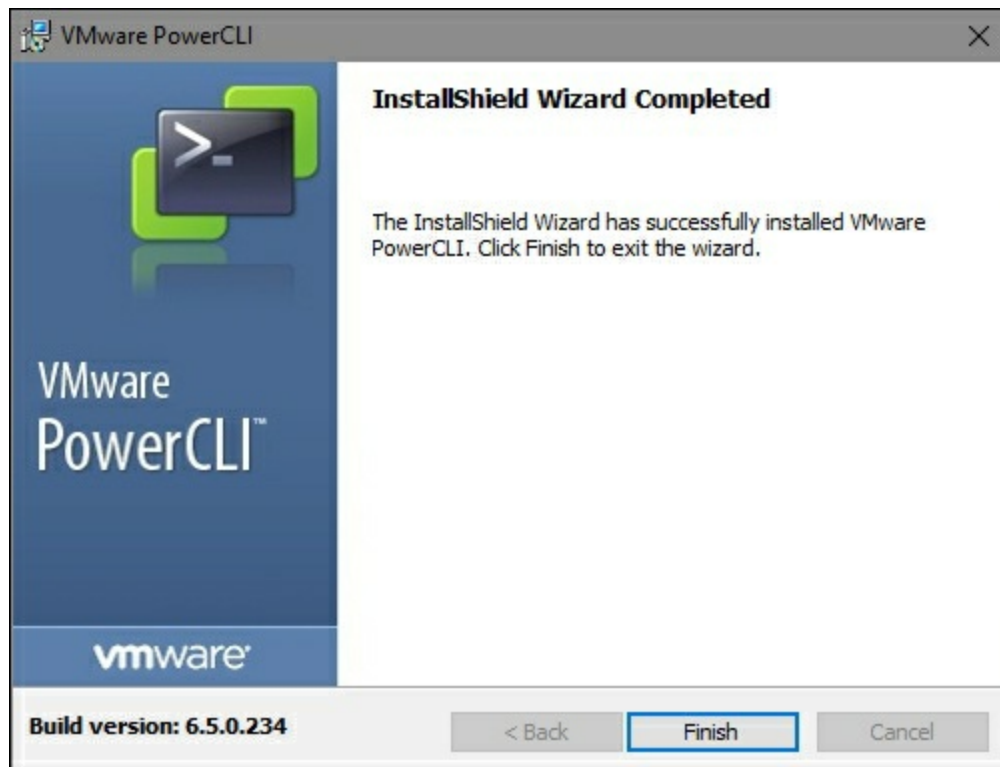 VMware PowerCLI
InstallShield Wizard Completed
The InstallShield Wizard has successfully installed VMware
PowerCLI. Click Finish to exit the wizard.
>_
VMware
PowerCLI™
vmware®
Build version: 6.5.0.234
< Back
Finish
Cancel